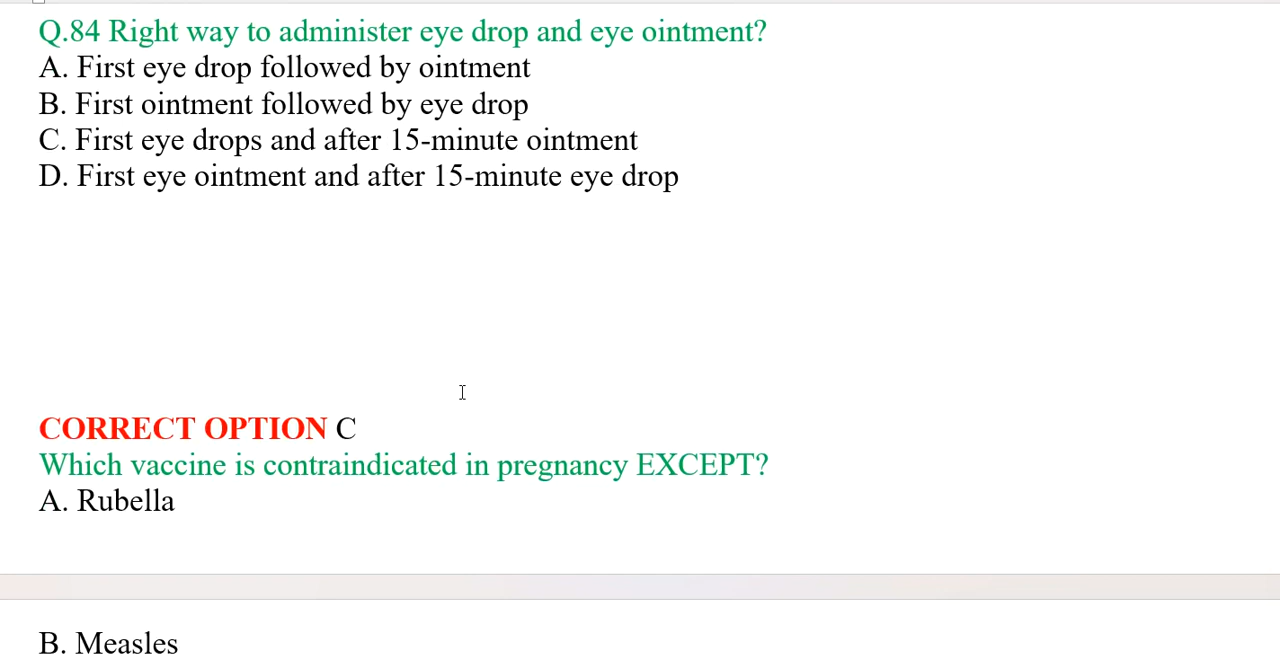 Q.84 Right way to administer eye drop and eye ointment?
A. First eye drop followed by ointment
B. First ointment followed by eye drop
C. First eye drops and after 15-minute ointment
D. First eye ointment and after 15-minute eye drop
CORRECT OPTION C
Which vaccine is contraindicated in pregnancy EXCEPT?
A. Rubella
B. Measles